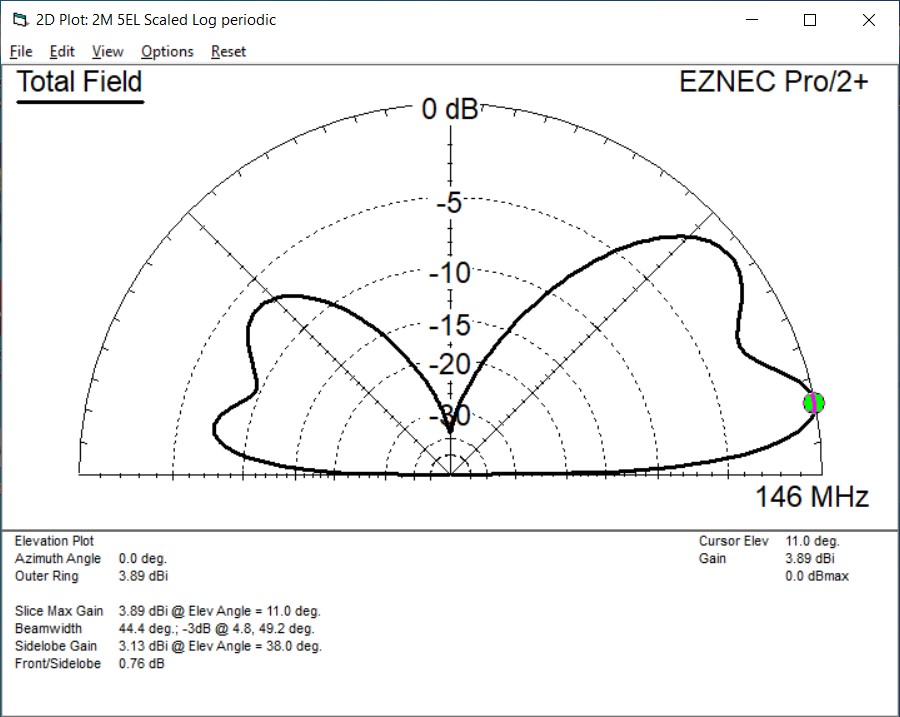 2D Plot: 2M 5EL Scaled Log periodic
File Edit View Options Reset
Total Field
EZNEC Pro/2+
0 dB
-5
-10
-15
-20
-30
146 MHz
Elevation Plot
Azimuth Angle 0.0 deg.
Outer Ring 3.89 dBi
Slice Max Gain 3.89 dBi @ Elev Angle = 11.0 deg.
Beamwidth 44.4 deg.; -3dB @ 4.8, 49.2 deg.
Sidelobe Gain 3.13 dBi @ Elev Angle = 38.0 deg.
Front/Sidelobe 0.76 dB
Cursor Elev 11.0 deg.
Gain 3.89 dBi
0.0 dBmax